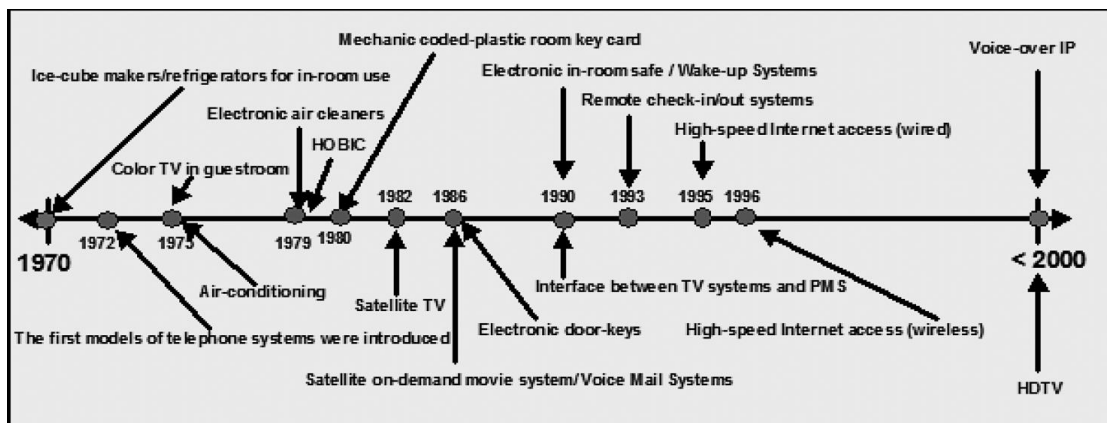 Mechanic coded-plastic room key card
Voice-over IP
Ice-cube makers/refrigerators for in-room use
Electronic in-room safe / Wake-up Systems
Electronic air cleaners
Remote check-in/out systems
HOBIC
High-speed Internet access (wired)
Color TV in guestroom
1982
1986
1990
1993
1995
1996
1972
1975
1979
1980
1970
< 2000
Air-conditioning
Satellite TV
Interface between TV systems and PMS
The first models of telephone systems were introduced
Electronic door-keys
High-speed Internet access (wireless)
Satellite on-demand movie system/ Voice Mail Systems
HDTV